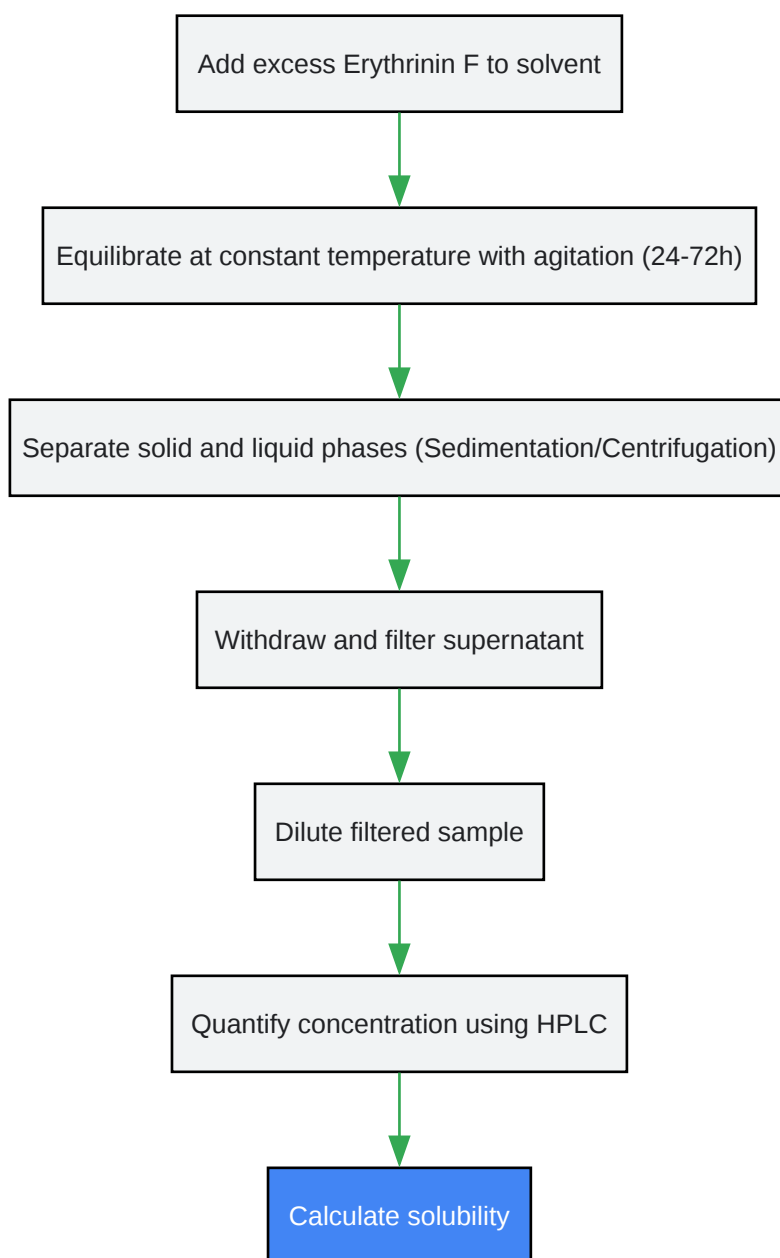 Add excess Erythrinin F to solvent
Equilibrate at constant temperature with agitation (24-72h)
Separate solid and liquid phases (Sedimentation/Centrifugation)
Withdraw and filter supernatant
Dilute filtered sample
Quantify concentration using HPLC
Calculate solubility